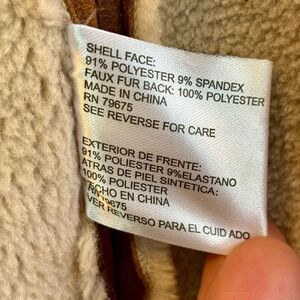 SHELL FACE:
91% POLYESTER 9% SPANDEX
FAUX FUR BACK: 100% POLYESTER
MADE IN CHINA
RN 79675
SEE REVERSE FOR CARE
EXTERIOR DE FRENTE:
91% POLIESTER 9%ELASTANO
ATRAS DE PIEL SINTETICA:
100% POLIESTER
ECHO EN CHINA
79675
VER REVERSO PARA EL CUID ADO